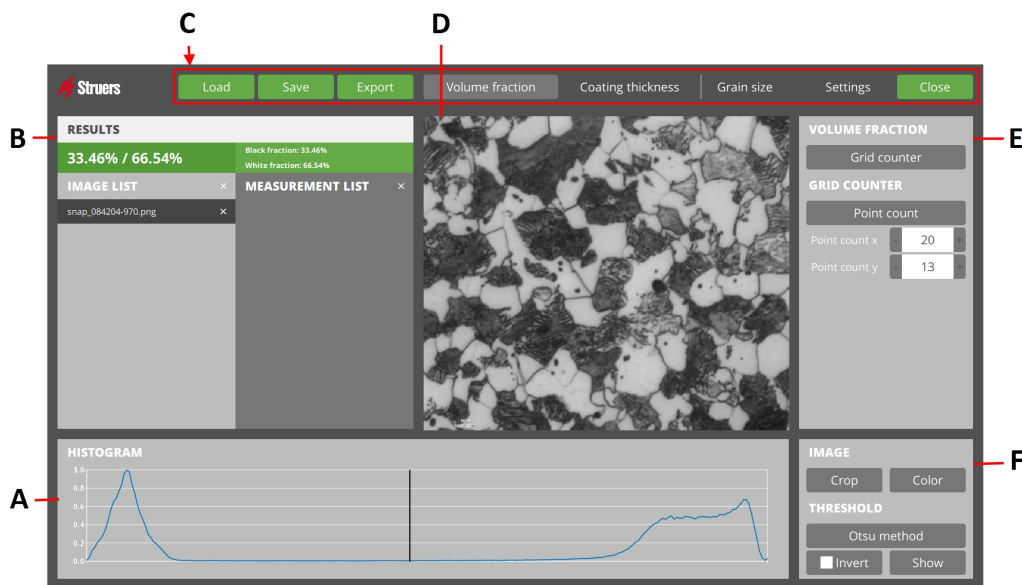 C
D
Struers
Load
Save
Export
Volume fraction
Coating thickness
Grain size
Settings
Close
B
RESULTS
33.46% / 66.54%
Black fraction: 33.46%
White fraction: 66.54%
IMAGE LIST ×
MEASUREMENT LIST ×
snap_084204-970.png ×
VOLUME FRACTION
E
Grid counter
GRID COUNTER
Point count
Point count x - 20 +
Point count y - 13 +
A
HISTOGRAM
1.0
0.8
0.6
0.4
0.2
0.0
IMAGE
F
Crop
Color
THRESHOLD
Otsu method
Invert
Show